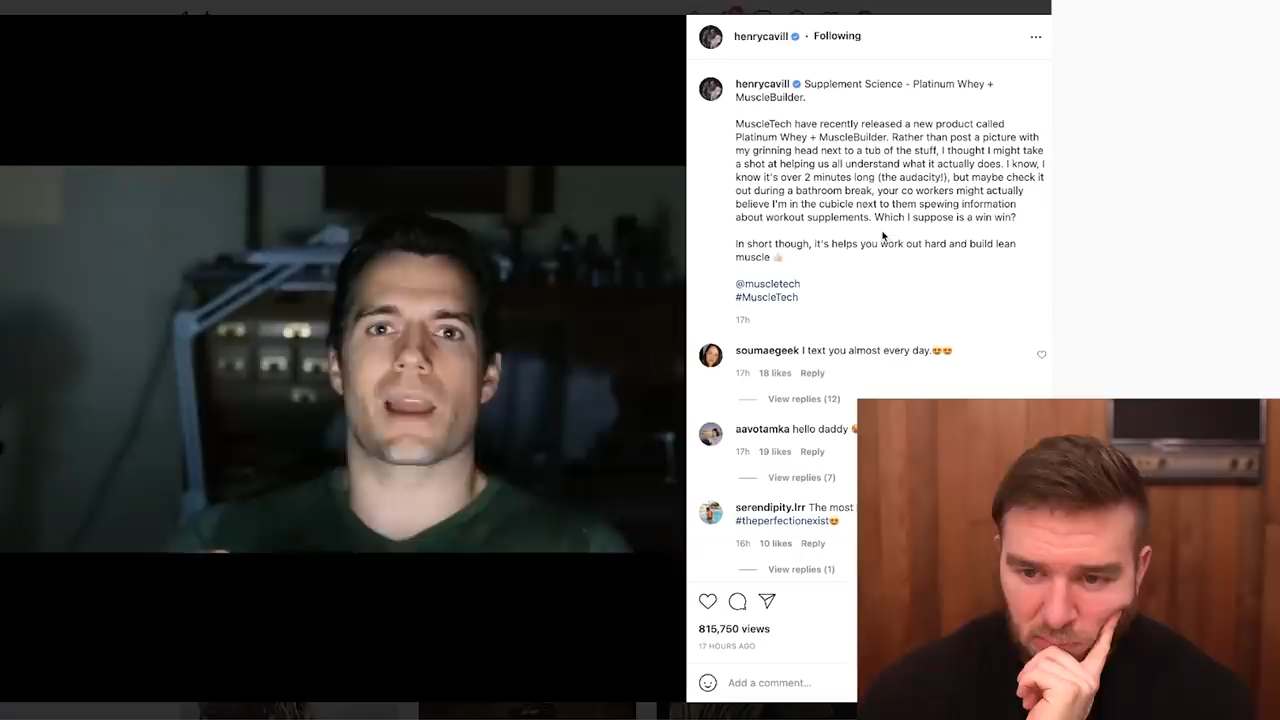 henrycavill • Following
henrycavill Supplement Science - Platinum Whey +
MuscleBuilder.
MuscleTech have recently released a new product called
Platinum Whey + MuscleBuilder. Rather than post a picture with
my grinning head next to a tub of the stuff, I thought I might take
a shot at helping us all understand what it actually does. I know, I
know it's over 2 minutes long (the audacity!), but maybe check it
out during a bathroom break, your co workers might actually
believe I'm in the cubicle next to them spewing information
about workout supplements. Which I suppose is a win win?
In short though, it's helps you work out hard and build lean
muscle 👍🏻
@muscletech
#MuscleTech
17h
soumaegeek I text you almost every day.😍😍
17h 18 likes Reply
View replies (12)
aavotamka hello daddy
17h 19 likes Reply
View replies (7)
serendipity.lrr The most
#theperfectionexist😍
16h 10 likes Reply
View replies (1)
815,750 views
17 HOURS AGO
Add a comment...